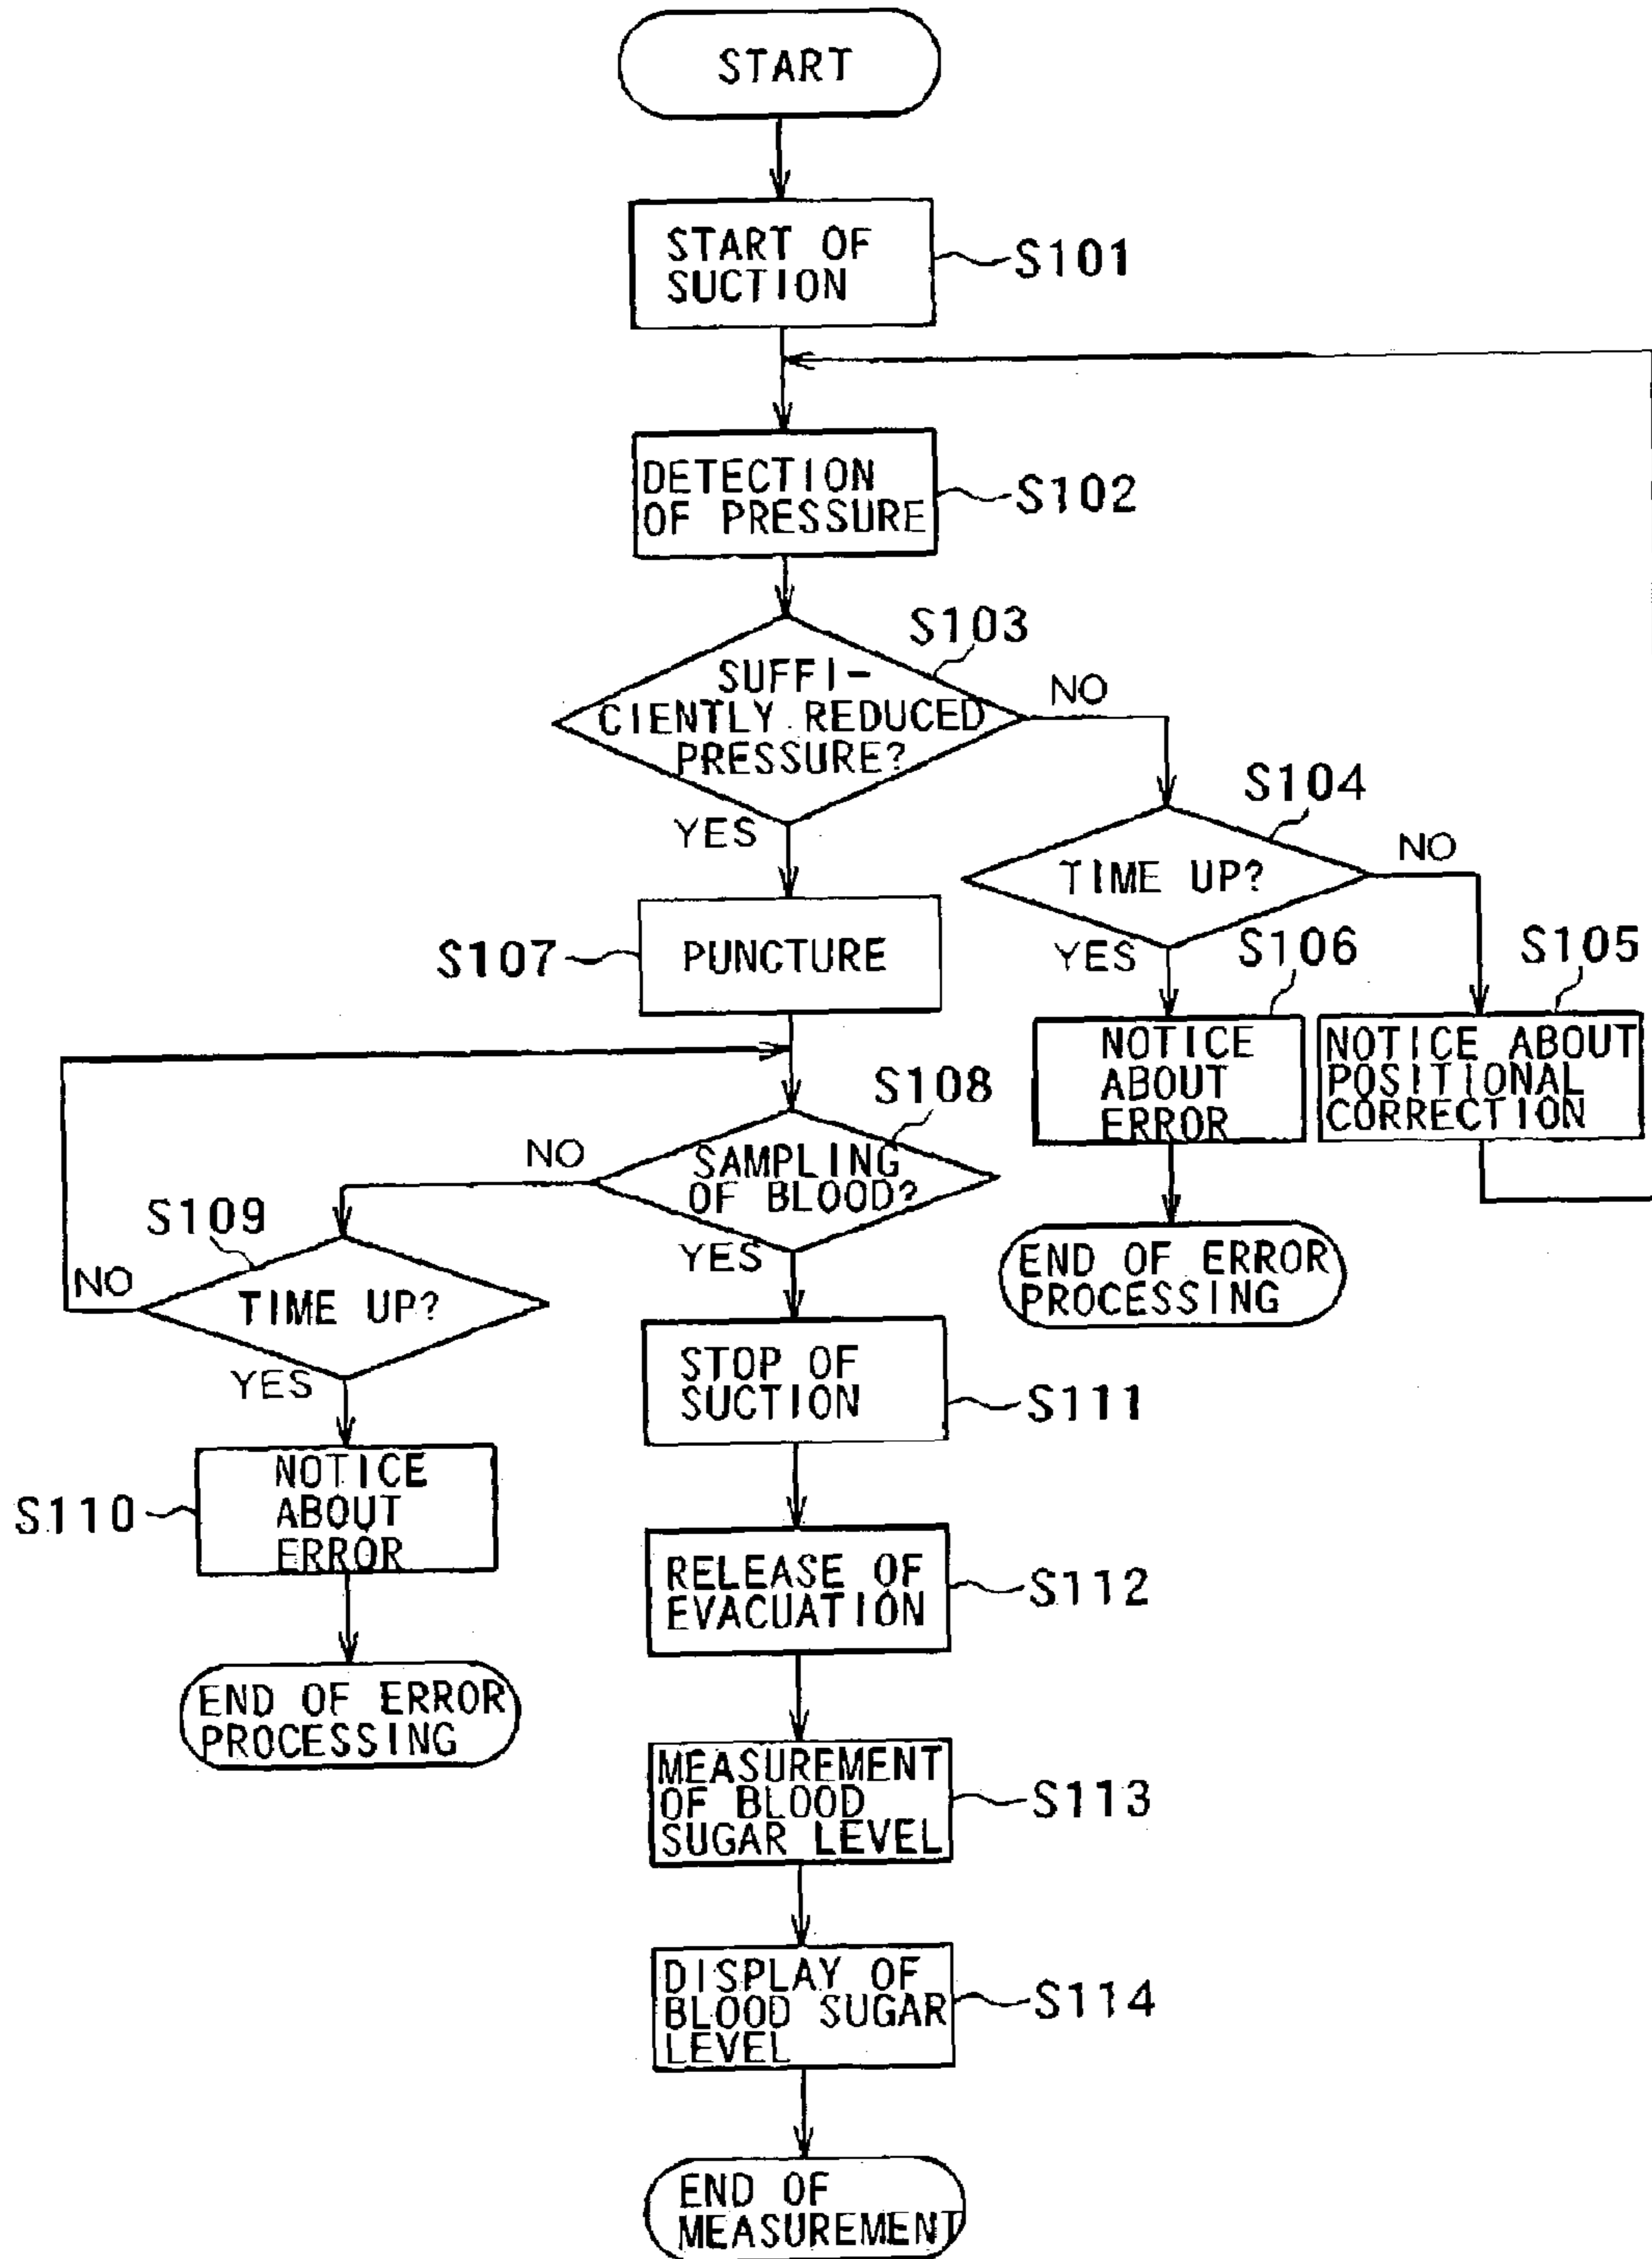 START
START OF
SUCTION
S101
DETECTION
OF PRESSURE
S102
S103
SUFFI-
CIENTLY REDUCED
PRESSURE?
NO
YES
S104
TIME UP?
NO
YES
S107
PUNCTURE
S106
NOTICE
ABOUT
ERROR
S105
NOTICE ABOUT
POSITIONAL
CORRECTION
END OF ERROR
PROCESSING
S108
SAMPLING
OF BLOOD?
NO
YES
S109
TIME UP?
NO
YES
S110
NOTICE
ABOUT
ERROR
END OF ERROR
PROCESSING
STOP OF
SUCTION
S111
RELEASE OF
EVACUATION
S112
MEASUREMENT
OF BLOOD
SUGAR LEVEL
S113
DISPLAY OF
BLOOD SUGAR
LEVEL
S114
END OF
MEASUREMENT